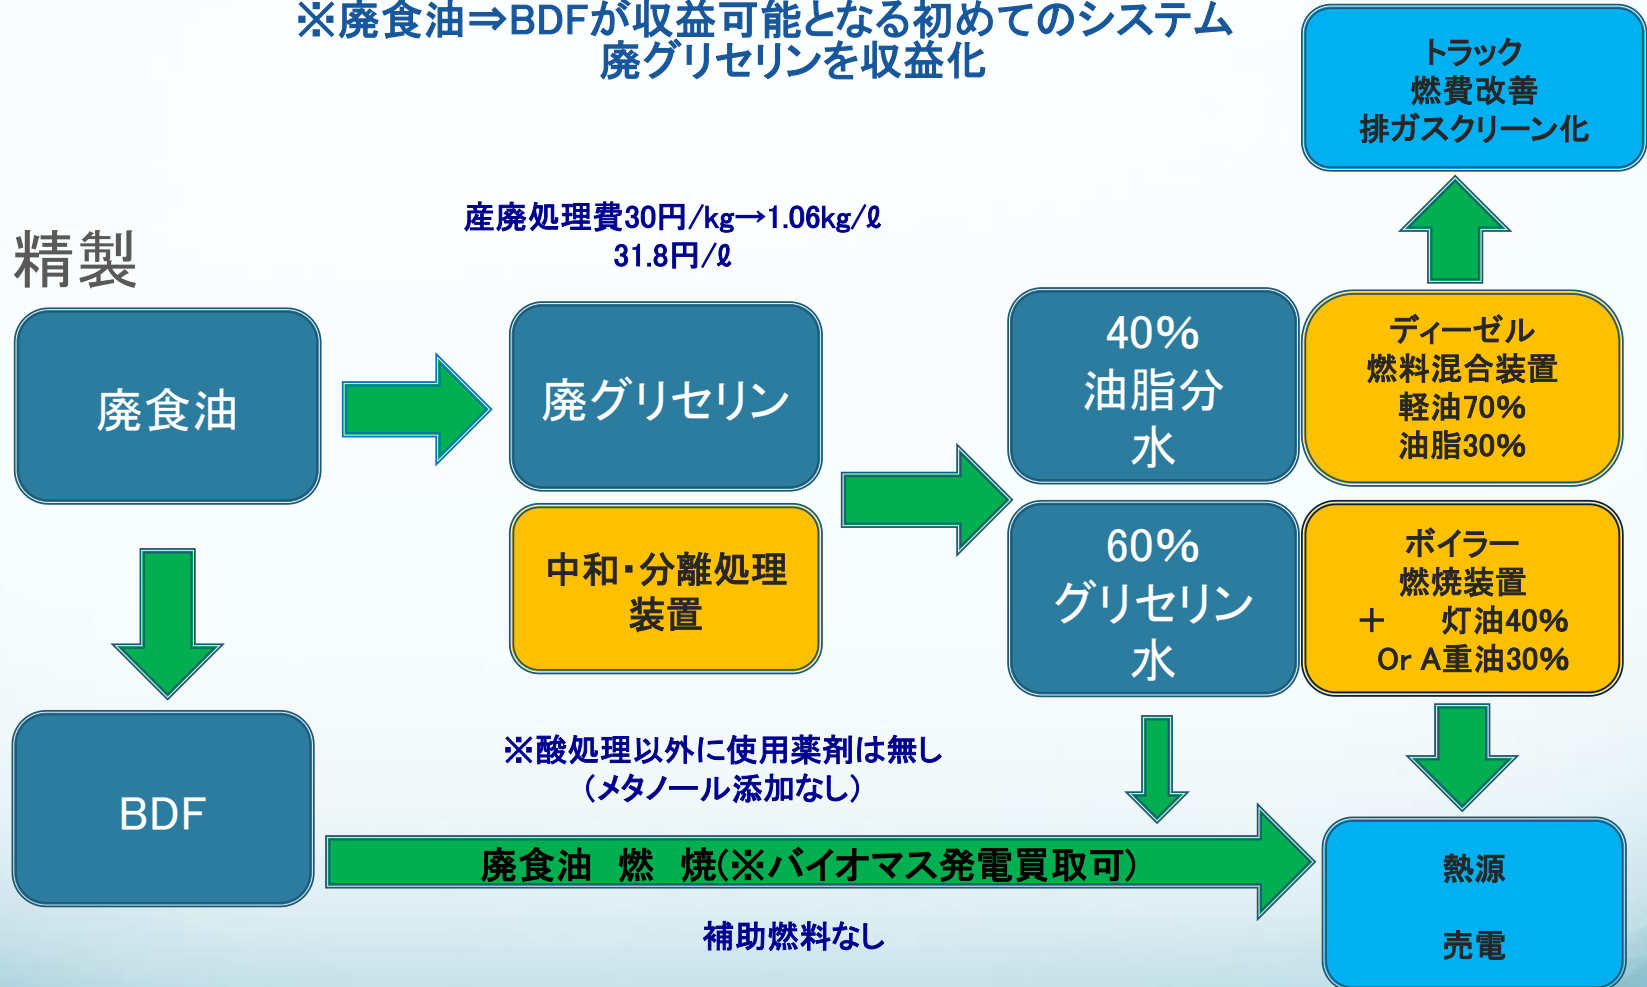 ※廃食油⇒BDFが収益可能となる初めてのシステム
廃グリセリンを収益化
トラック
燃費改善
排ガスクリーン化
産廃処理費30円/kg→1.06kg/ℓ
31.8円/ℓ
精製
廃食油
廃グリセリン
中和・分離処理
装置
40%
油脂分
水
60%
グリセリン
水
ディーゼル
燃料混合装置
軽油70%
油脂30%
ボイラー
燃焼装置
＋　灯油40%
Or A重油30%
BDF
※酸処理以外に使用薬剤は無し
（メタノール添加なし）
廃食油　燃　焼(※バイオマス発電買取可)
補助燃料なし
熱源
売電